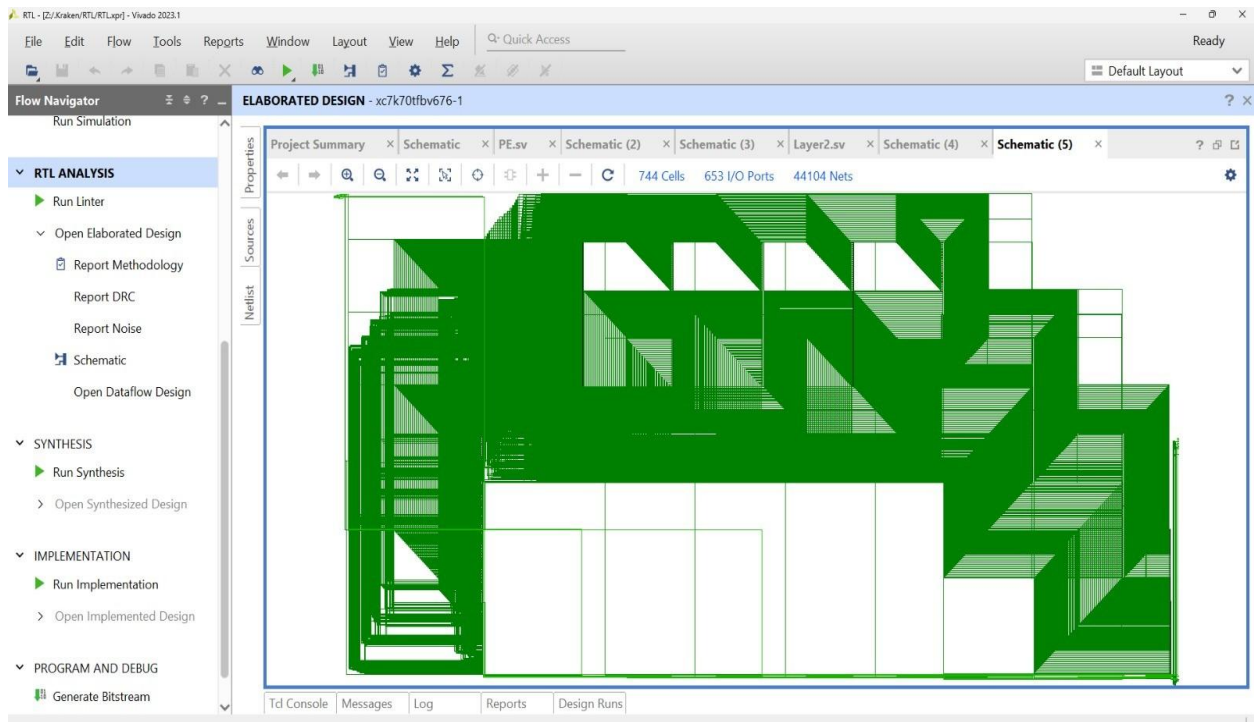 RTL - [Z:/.Kraken/RTL/RTL.xpr] - Vivado 2023.1
File Edit Flow Tools Reports Window Layout View Help Q- Quick Access Ready
Default Layout
Flow Navigator
ELABORATED DESIGN - xc7k70tfbv676-1
Run Simulation
RTL ANALYSIS
Run Linter
Open Elaborated Design
Report Methodology
Report DRC
Report Noise
Schematic
Open Dataflow Design
SYNTHESIS
Run Synthesis
Open Synthesized Design
IMPLEMENTATION
Run Implementation
Open Implemented Design
PROGRAM AND DEBUG
Generate Bitstream
Properties
Sources
Netlist
Project Summary Schematic PE.sv Schematic (2) Schematic (3) Layer2.sv Schematic (4) Schematic (5)
744 Cells 653 I/O Ports 44104 Nets
Tcl Console Messages Log Reports Design Runs